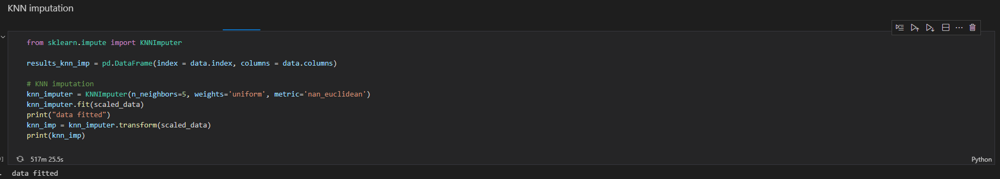 KNN imputation
from sklearn.impute import KNNImputer
results_knn_imp = pd.DataFrame(index = data.index, columns = data.columns)
# KNN imputation
knn_imputer = KNNImputer(n_neighbors=5, weights='uniform', metric='nan_euclidean')
knn_imputer.fit(scaled_data)
print("data fitted")
knn_imp = knn_imputer.transform(scaled_data)
print(knn_imp)
517m 25.5s
Python
data fitted